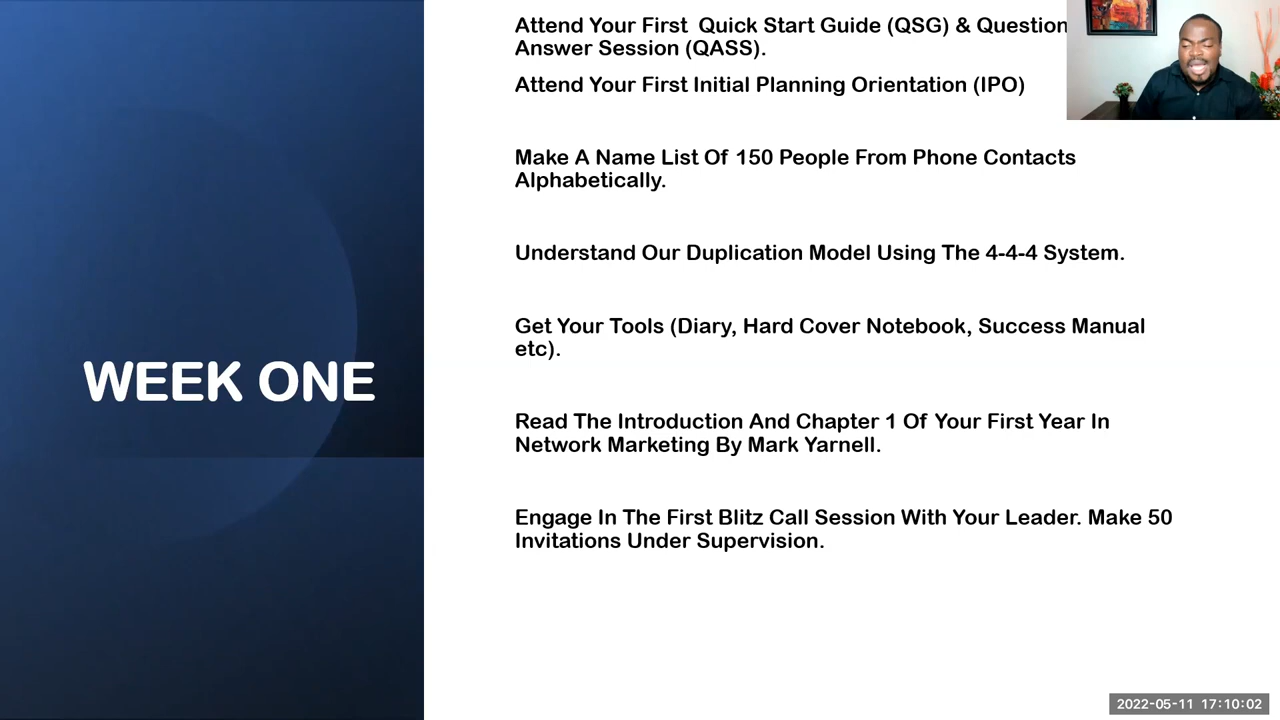 Attend Your First Quick Start Guide (QSG) & Question
Answer Session (QASS).
Attend Your First Initial Planning Orientation (IPO)
Make A Name List Of 150 People From Phone Contacts
Alphabetically.
Understand Our Duplication Model Using The 4-4-4 System.
Get Your Tools (Diary, Hard Cover Notebook, Success Manual
etc).
WEEK ONE
Read The Introduction And Chapter 1 Of Your First Year In
Network Marketing By Mark Yarnell.
Engage In The First Blitz Call Session With Your Leader. Make 50
Invitations Under Supervision.
2022-05-11 17:10:02